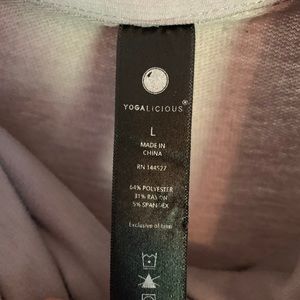 YOGALICIOUS®
L
MADE IN
CHINA
RN 144527
64% POLYESTER
31% RAYON
5% SPANDEX
Exclusive of trim